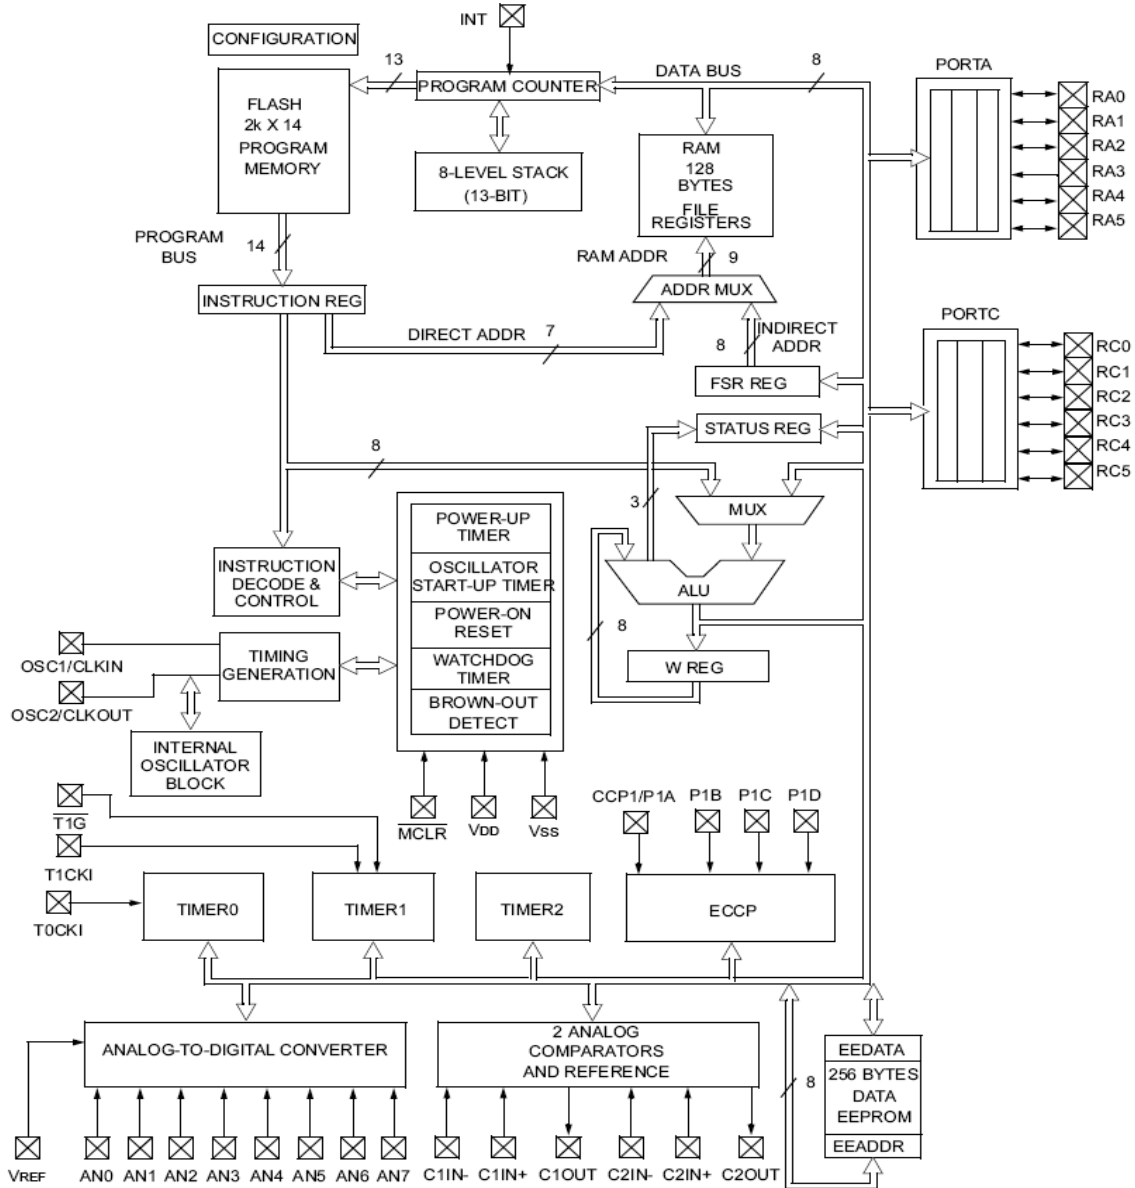 INT
CONFIGURATION
13
PROGRAM COUNTER
DATA BUS
8
PORTA
FLASH
2k X 14
PROGRAM
MEMORY
8-LEVEL STACK
(13-BIT)
RAM
128
BYTES
FILE
REGISTERS
RA0
RA1
RA2
RA3
RA4
RA5
PROGRAM
BUS
14
RAM ADDR
9
INSTRUCTION REG
ADDR MUX
DIRECT ADDR
7
INDIRECT
ADDR
8
FSR REG
STATUS REG
PORTC
RC0
RC1
RC2
RC3
RC4
RC5
8
3
MUX
POWER-UP
TIMER
OSCILLATOR
START-UP TIMER
POWER-ON
RESET
WATCHDOG
TIMER
BROWN-OUT
DETECT
INSTRUCTION
DECODE &
CONTROL
ALU
8
W REG
OSC1/CLKIN
TIMING
GENERATION
OSC2/CLKOUT
INTERNAL
OSCILLATOR
BLOCK
T1G
MCLR
VDD
VSS
CCP1/P1A
P1B
P1C
P1D
T1CKI
T0CKI
TIMER0
TIMER1
TIMER2
ECCP
ANALOG-TO-DIGITAL CONVERTER
2 ANALOG
COMPARATORS
AND REFERENCE
EEDATA
256 BYTES
DATA
EEPROM
EEADDR
8
VREF
AN0
AN1
AN2
AN3
AN4
AN5
AN6
AN7
C1IN-
C1IN+
C1OUT
C2IN-
C2IN+
C2OUT